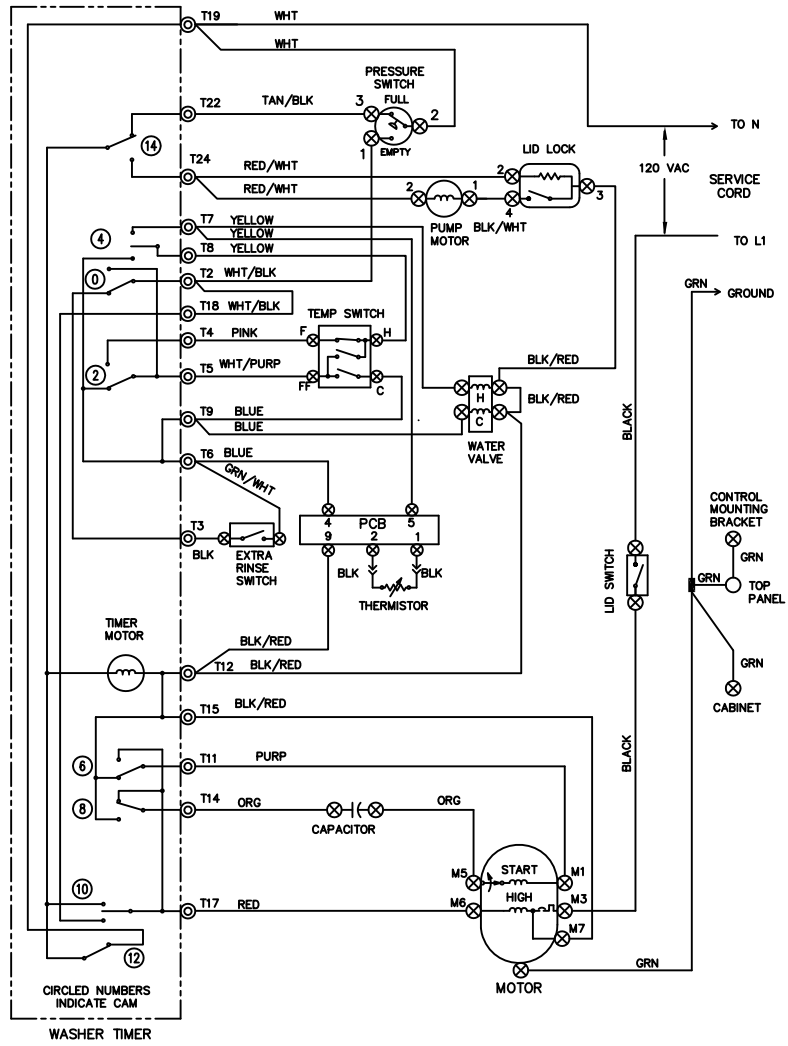 T19
WHT
WHT
PRESSURE
SWITCH
T22
TAN/BLK
3
FULL
2
TO N
14
1
EMPTY
LID LOCK
T24
RED/WHT
2
120 VAC
SERVICE
CORD
RED/WHT
2
1
3
T7
YELLOW
PUMP
MOTOR
4
BLK/WHT
4
YELLOW
TO L1
T8
YELLOW
0
T2
WHT/BLK
GRN
GROUND
T18
WHT/BLK
TEMP SWITCH
T4
PINK
F
H
2
T5
WHT/PURP
FF
C
BLK/RED
H
BLK/RED
T9
BLUE
C
BLUE
WATER
VALVE
BLACK
T6
BLUE
GRN/WHT
CONTROL
MOUNTING
BRACKET
T3
4
PCB
5
9
2
1
BLK
EXTRA
RINSE
SWITCH
BLK
BLK
THERMISTOR
LID SWITCH
GRN
GRN
TOP
PANEL
TIMER
MOTOR
BLK/RED
T12
BLK/RED
GRN
CABINET
T15
BLK/RED
6
T11
PURP
BLACK
8
T14
ORG
ORG
CAPACITOR
M5
START
M1
10
HIGH
T17
RED
M6
M3
M7
12
GRN
CIRCLED NUMBERS
INDICATE CAM
MOTOR
WASHER TIMER